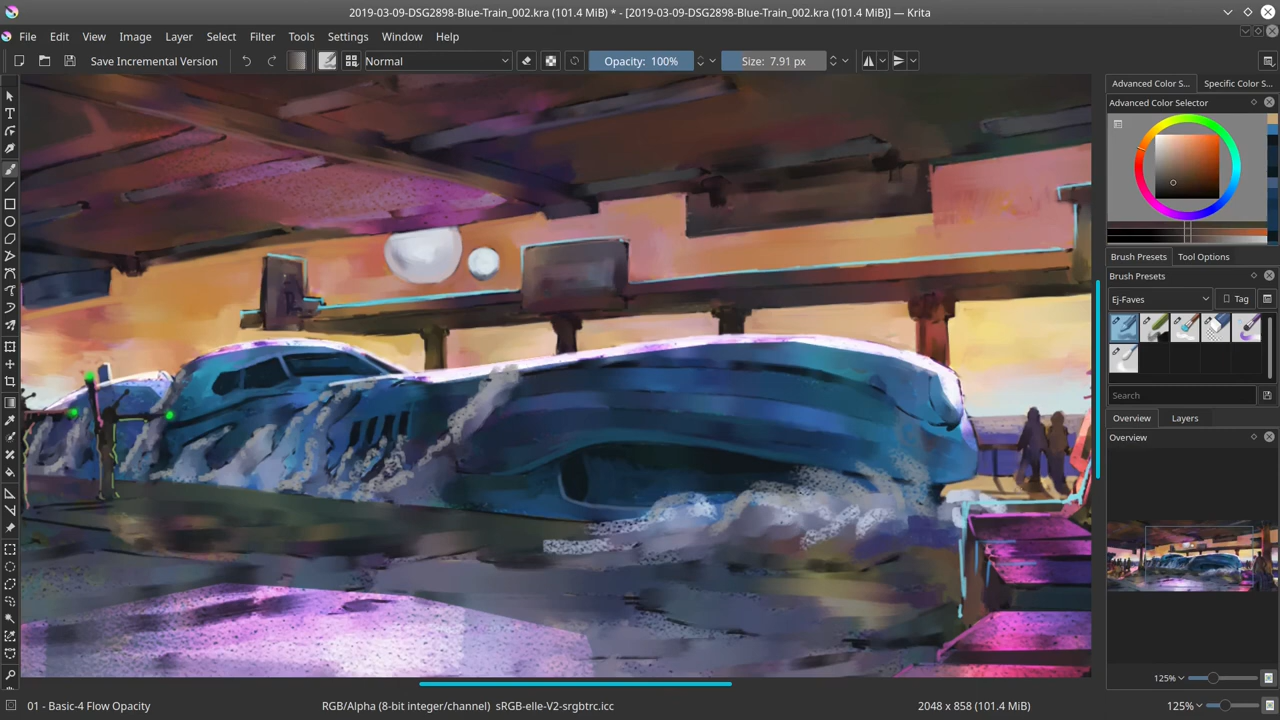 2019-03-09-DSG2898-Blue-Train_002.kra (101.4 MiB) * - [2019-03-09-DSG2898-Blue-Train_002.kra (101.4 MiB)] — Krita
File Edit View Image Layer Select Filter Tools Settings Window Help
Save Incremental Version Normal Opacity: 100% Size: 7.91 px
Advanced Color S... Specific Color S...
Advanced Color Selector
Brush Presets Tool Options
Brush Presets
Ej-Faves Tag
Search
Overview Layers
Overview
125%
01 - Basic-4 Flow Opacity RGB/Alpha (8-bit integer/channel) sRGB-elle-V2-srgbtrc.icc 2048 x 858 (101.4 MiB) 125%